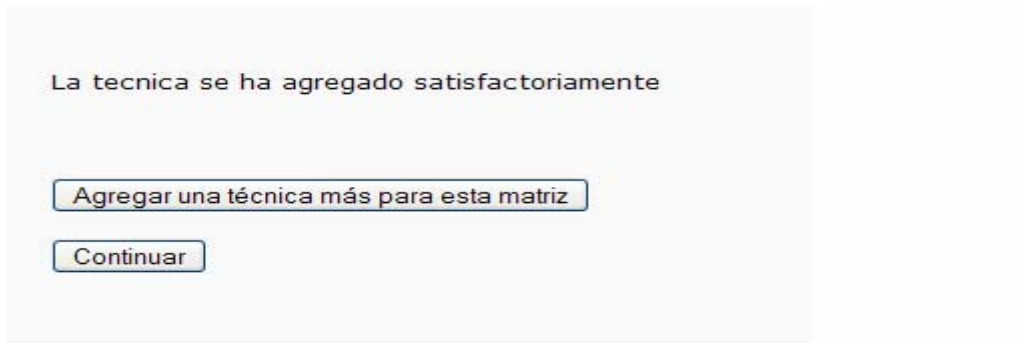 La tecnica se ha agregado satisfactoriamente
Agregar una técnica más para esta matriz
Continuar